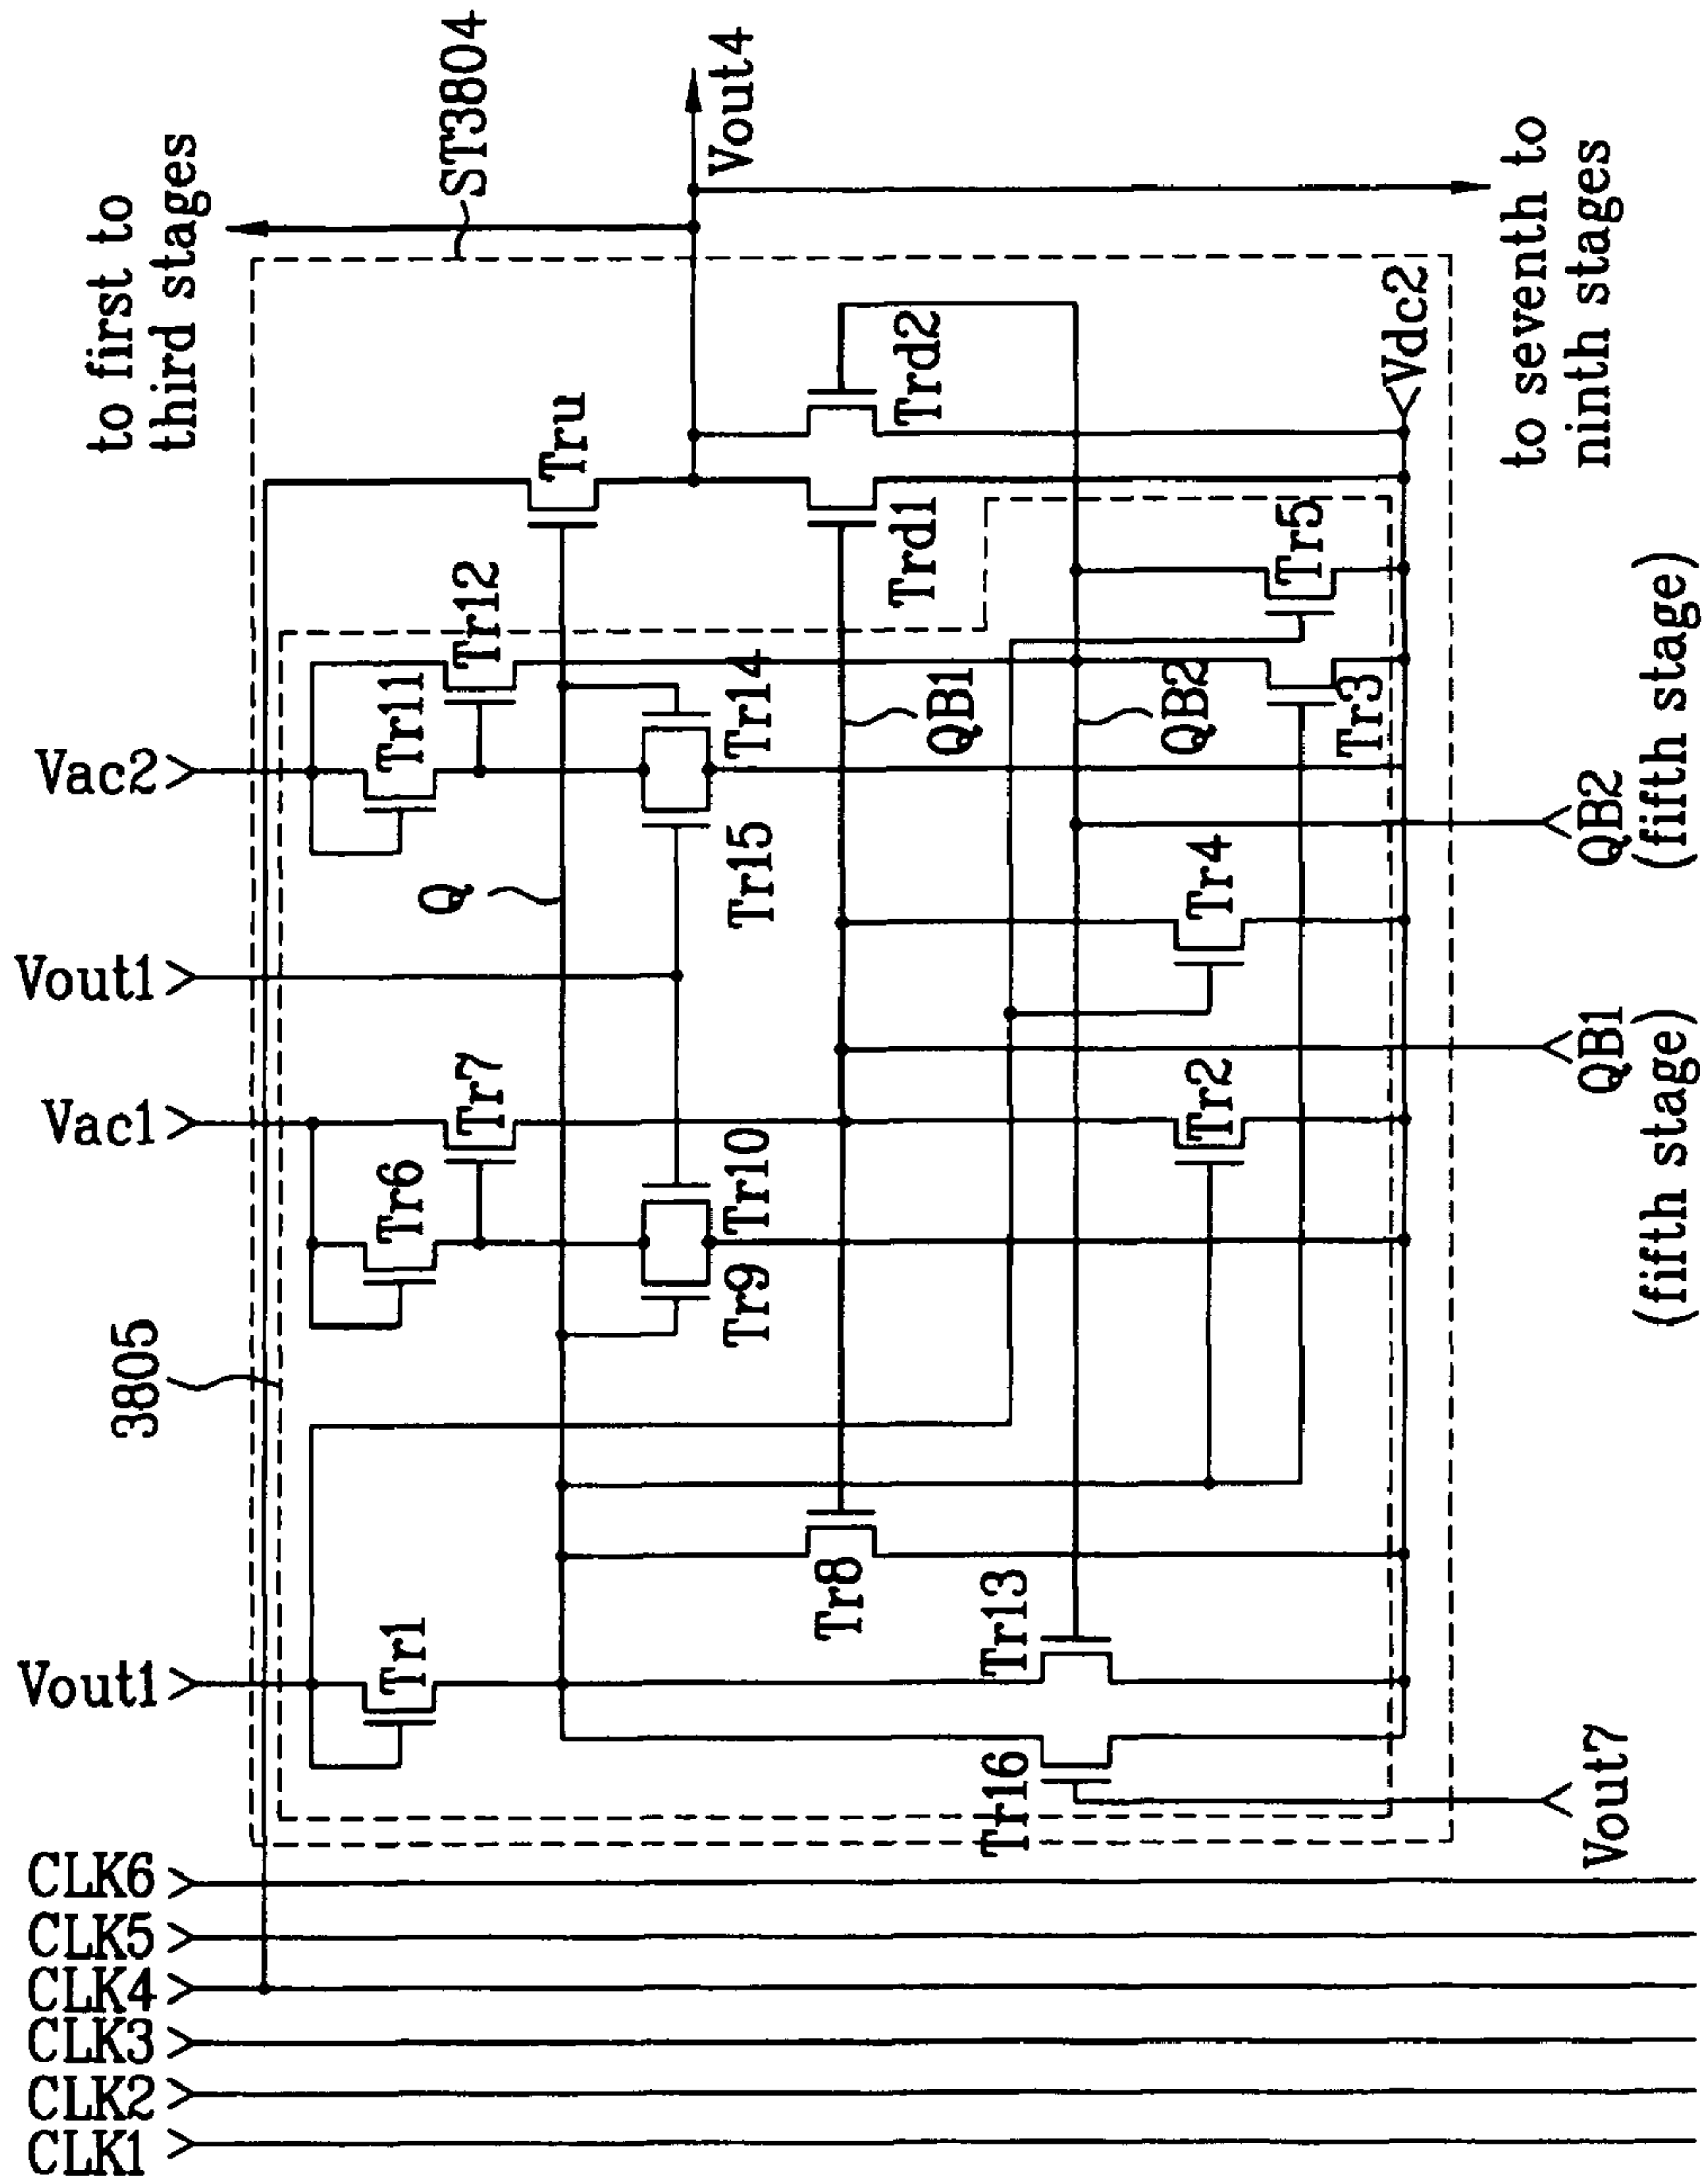 CLK1
CLK2
CLK3
CLK4
CLK5
CLK6
Vout1
3805
Vac1
Vout1
Vac2
to first to
third stages
ST3804
Vout4
Tr1
Tr6
Tr7
Tr11
Tr12
Tru
Q
Tr9
Tr10
Tr15
Tr14
Tr8
QB1
Trd1
Trd2
Tr16
Tr13
QB2
Tr2
Tr4
Tr3
Tr5
Vdc2
Vout7
QB1
(fifth stage)
QB2
(fifth stage)
to seventh to
ninth stages